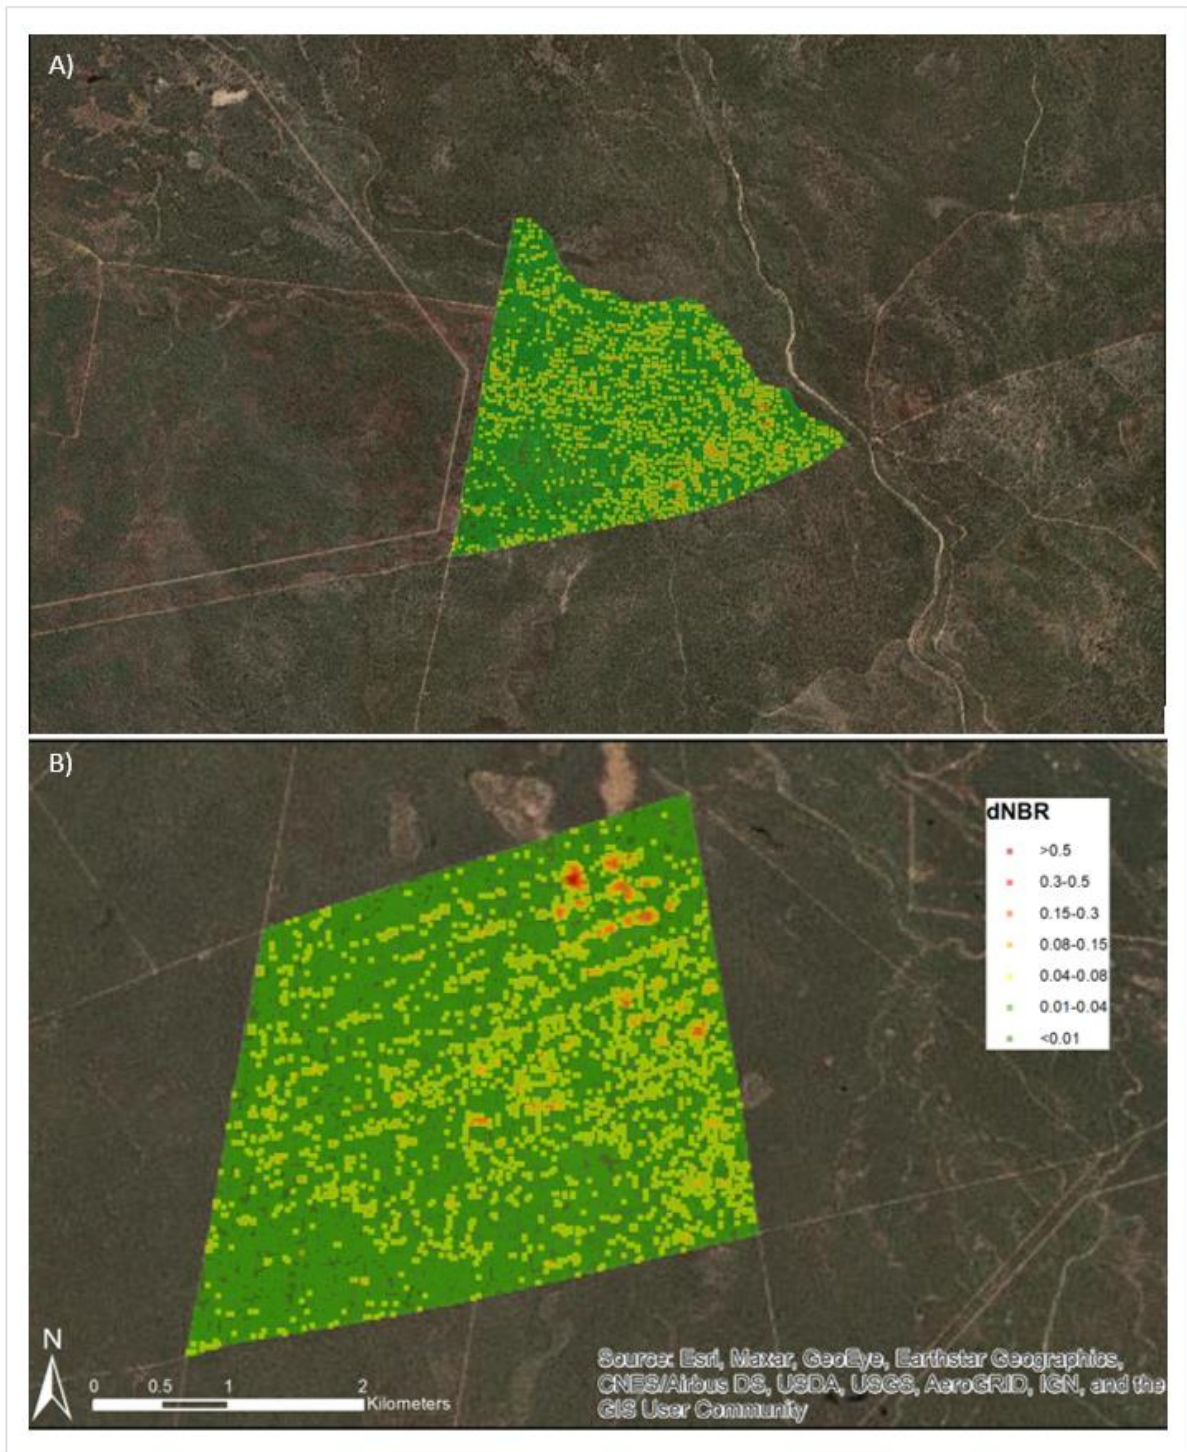 A)
B)
dNBR
>0.5
0.3-0.5
0.15-0.3
0.08-0.15
0.04-0.08
0.01-0.04
<0.01
N
0 0.5 1 2
Kilometers
Source: Esri, Maxar, GeoEye, Earthstar Geographics,
CNES/Airbus DS, USDA, USGS, AeroGRID, IGN, and the
GIS User Community